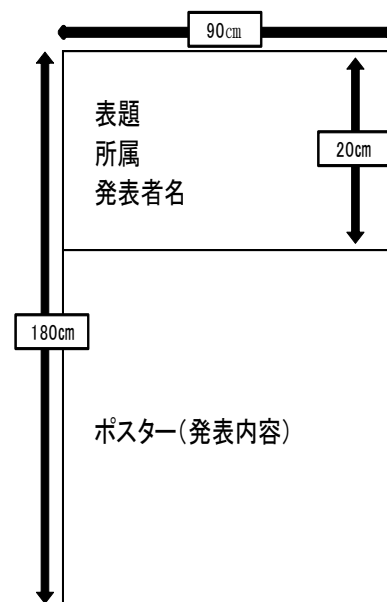 90㎝
表題
所属
発表者名
20cm
180cm
ポスター(発表内容)